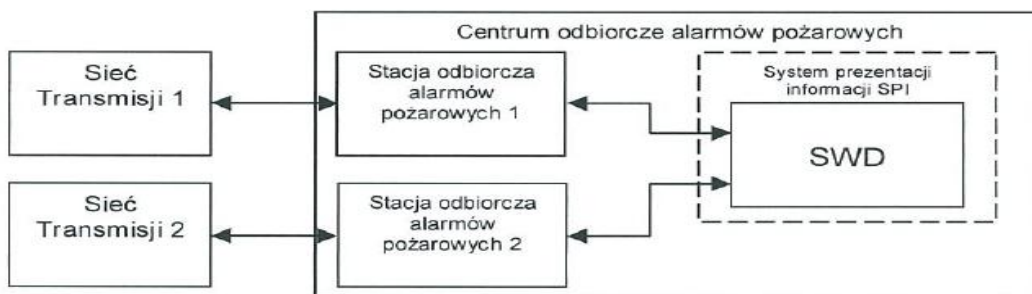 Centrum odbiorcze alarmów pożarowych
Sieć
Transmisji 1
Stacja odbiorcza
alarmów
pożarowych 1
System prezentacji
informacji SPI
SWD
Sieć
Transmisji 2
Stacja odbiorcza
alarmów
pożarowych 2